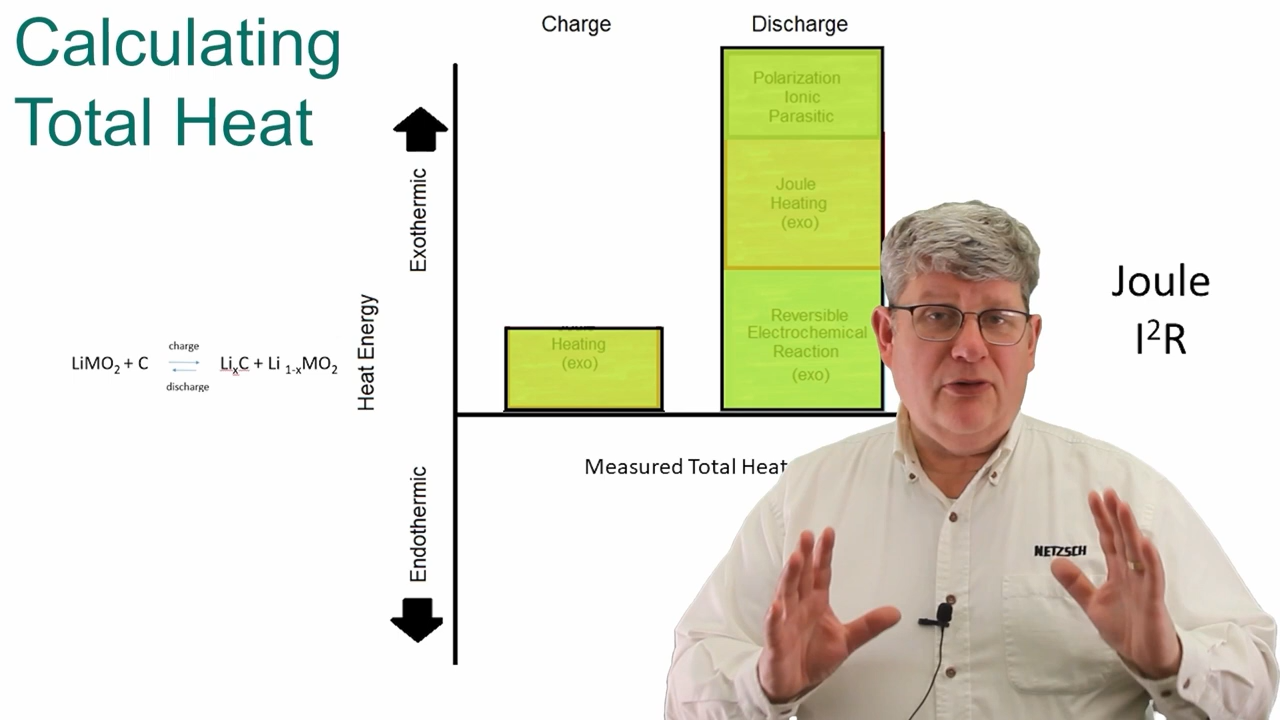 Calculating
Total Heat
Charge
Discharge
Exothermic
Heat Energy
Endothermic
Polarization
Ionic
Parasitic
Joule
Heating
(exo)
Reversible
Electrochemical
Reaction
(exo)
Heating
(exo)
LiMO₂ + C
charge
discharge
LiₓC + Li ₁₋ₓMO₂
Measured Total Heat
Joule
I²R
NETZSCH